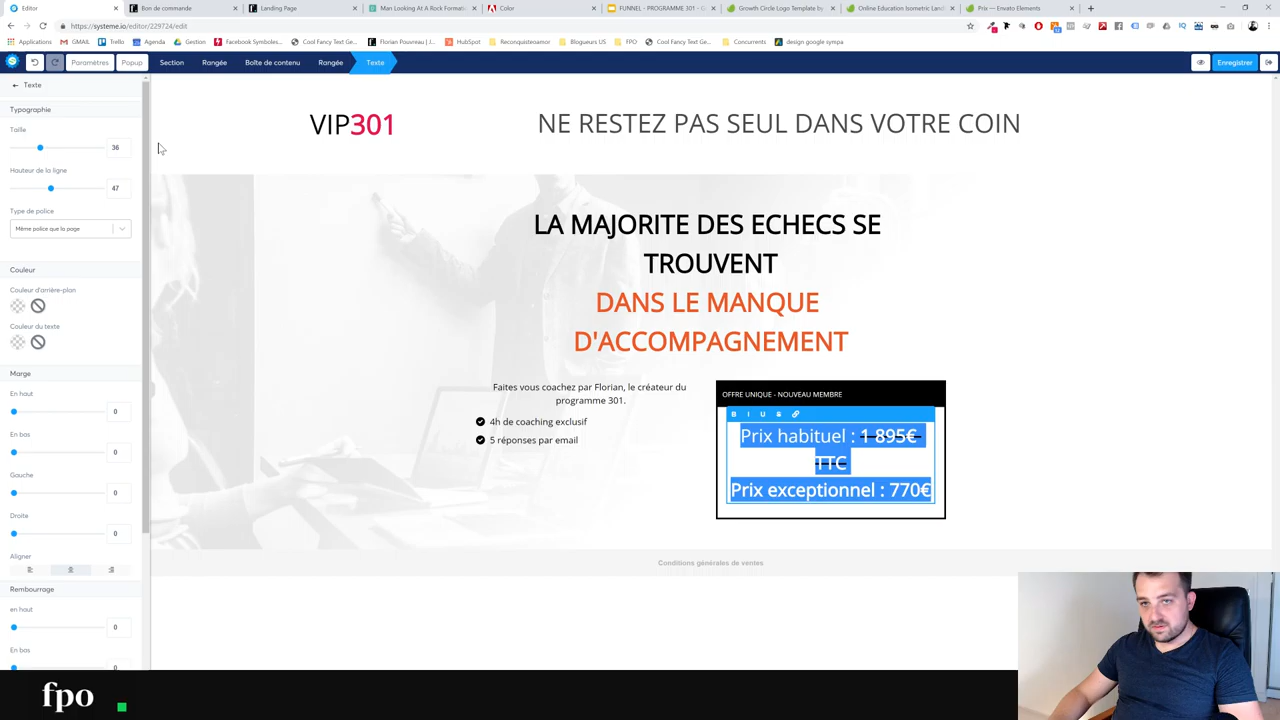 Editor
Bon de commande
Landing Page
Man Looking At A Rock Formati
Color
FUNNEL - PROGRAMME 301 - G
Growth Circle Logo Template by
Online Education Isometric Land
Prix — Envato Elements
https://systeme.io/editor/229724/edit
Applications
GMAIL
Trello
Agenda
Gestion
Facebook Symboles...
Cool Fancy Text Ge...
Florian Pouvreau | J...
HubSpot
Reconquisteaomor
Blogueurs US
FPO
Cool Fancy Text Ge...
Concurrents
design google sympa
Paramètres
Popup
Section
Rangée
Boîte de contenu
Rangée
Texte
Enregistrer
Texte
Typographie
Taille
36
Hauteur de la ligne
47
Type de police
Même police que la page
Couleur
Couleur d'arrière-plan
Couleur du texte
Marge
En haut
0
En bas
0
Gauche
0
Droite
0
Aligner
Rembourrage
en haut
0
En bas
0
VIP301
NE RESTEZ PAS SEUL DANS VOTRE COIN
LA MAJORITE DES ECHECS SE
TROUVENT
DANS LE MANQUE
D'ACCOMPAGNEMENT
Faites vous coachez par Florian, le créateur du
programme 301.
4h de coaching exclusif
5 réponses par email
OFFRE UNIQUE - NOUVEAU MEMBRE
B I U S
Prix habituel : 1 895€
TTC
Prix exceptionnel : 770€
Conditions générales de ventes
fpo